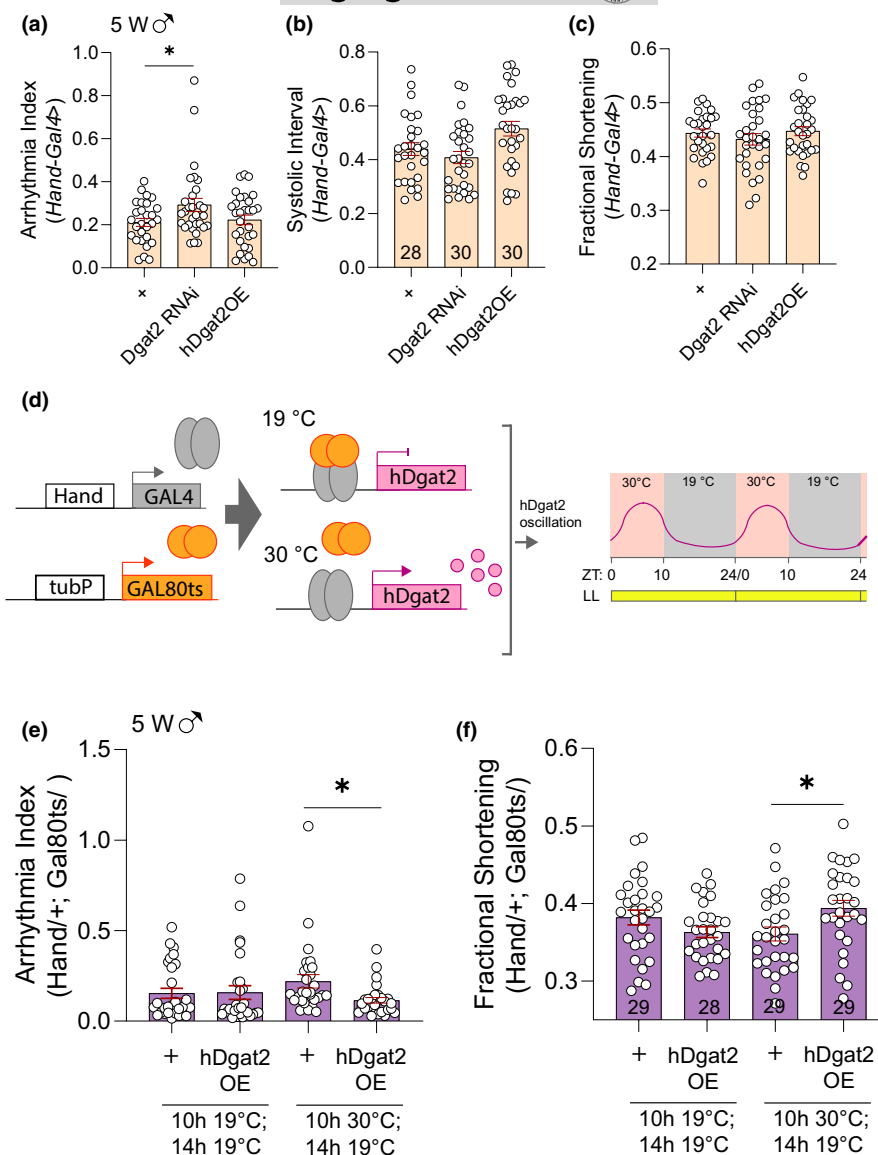 (a)
5 W ♂
Arrhythmia Index
(Hand-Gal4>)
1.0
0.8
0.6
0.4
0.2
0.0
*
+
Dgat2 RNAi
hDgat2OE
(b)
Systolic Interval
(Hand-Gal4>)
0.8
0.6
0.4
0.2
0.0
28
30
30
+
Dgat2 RNAi
hDgat2OE
(c)
Fractional Shortening
(Hand-Gal4>)
0.5
0.4
0.3
0.2
+
Dgat2 RNAi
hDgat2OE
(d)
Hand
GAL4
tubP
GAL80ts
19 °C
hDgat2
30 °C
hDgat2
hDgat2
oscillation
30°C
19 °C
30°C
19 °C
ZT: 0 10 24/0 10 24
LL
(e)
5 W ♂
Arrhythmia Index
(Hand/+; Gal80ts/ )
1.5
1.0
0.5
0.0
*
+
hDgat2
OE
+
hDgat2
OE
10h 19°C;
14h 19°C
10h 30°C;
14h 19°C
(f)
Fractional Shortening
(Hand/+; Gal80ts/ )
0.6
0.5
0.4
0.3
*
29
28
29
29
+
hDgat2
OE
+
hDgat2
OE
10h 19°C;
14h 19°C
10h 30°C;
14h 19°C